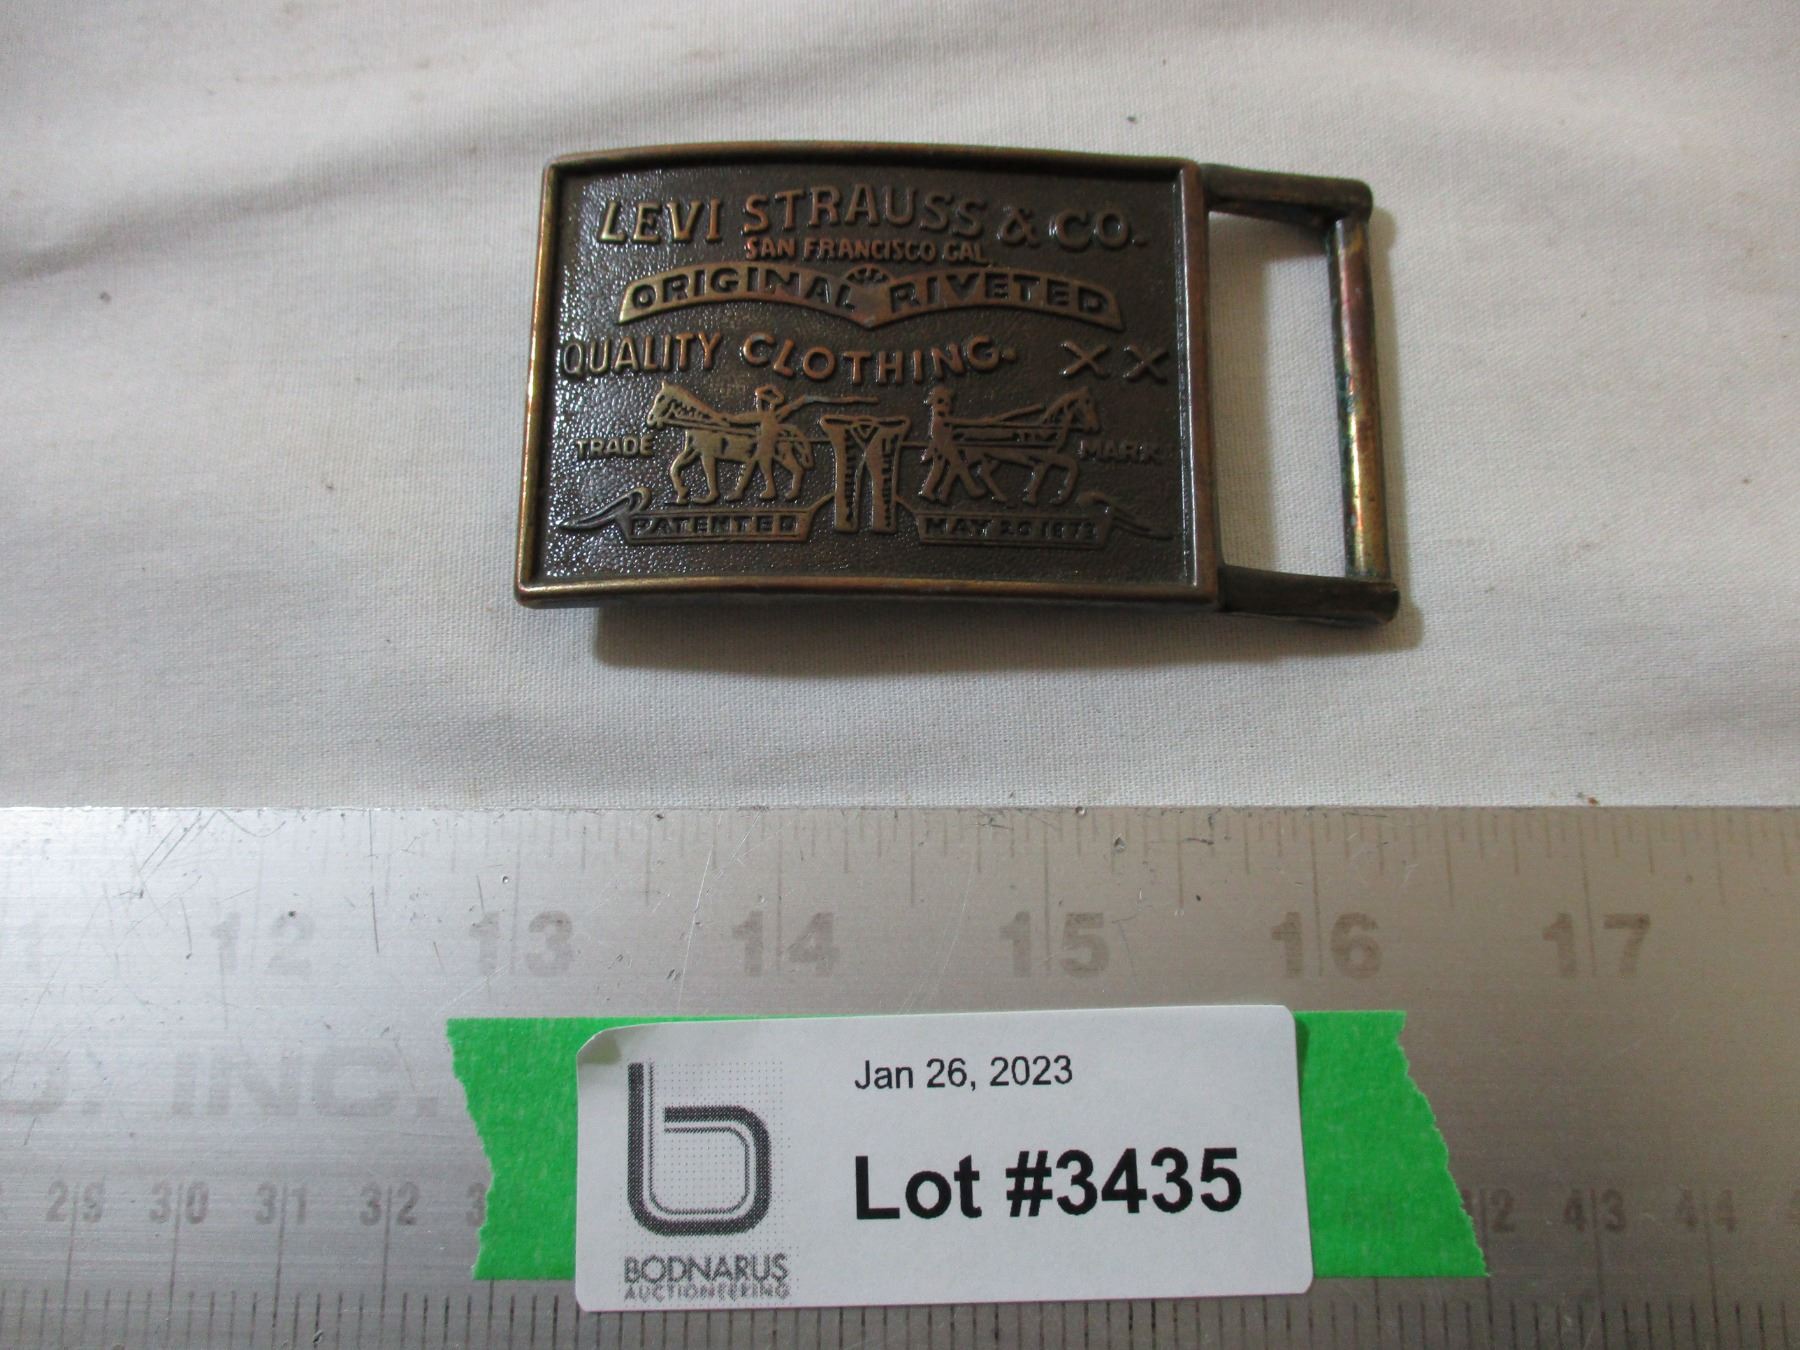 LEVI STRAUSS & CO.
SAN FRANCISCO CAL.
ORIGINAL RIVETED
QUALITY CLOTHING. XX
TRADE MARK
PATENTED MAY 20 1873
12 13 14 15 16 17
INC.
29 30 31 32 3 42 43 44
Jan 26, 2023
Lot #3435
BODNARUS
AUCTIONEERING